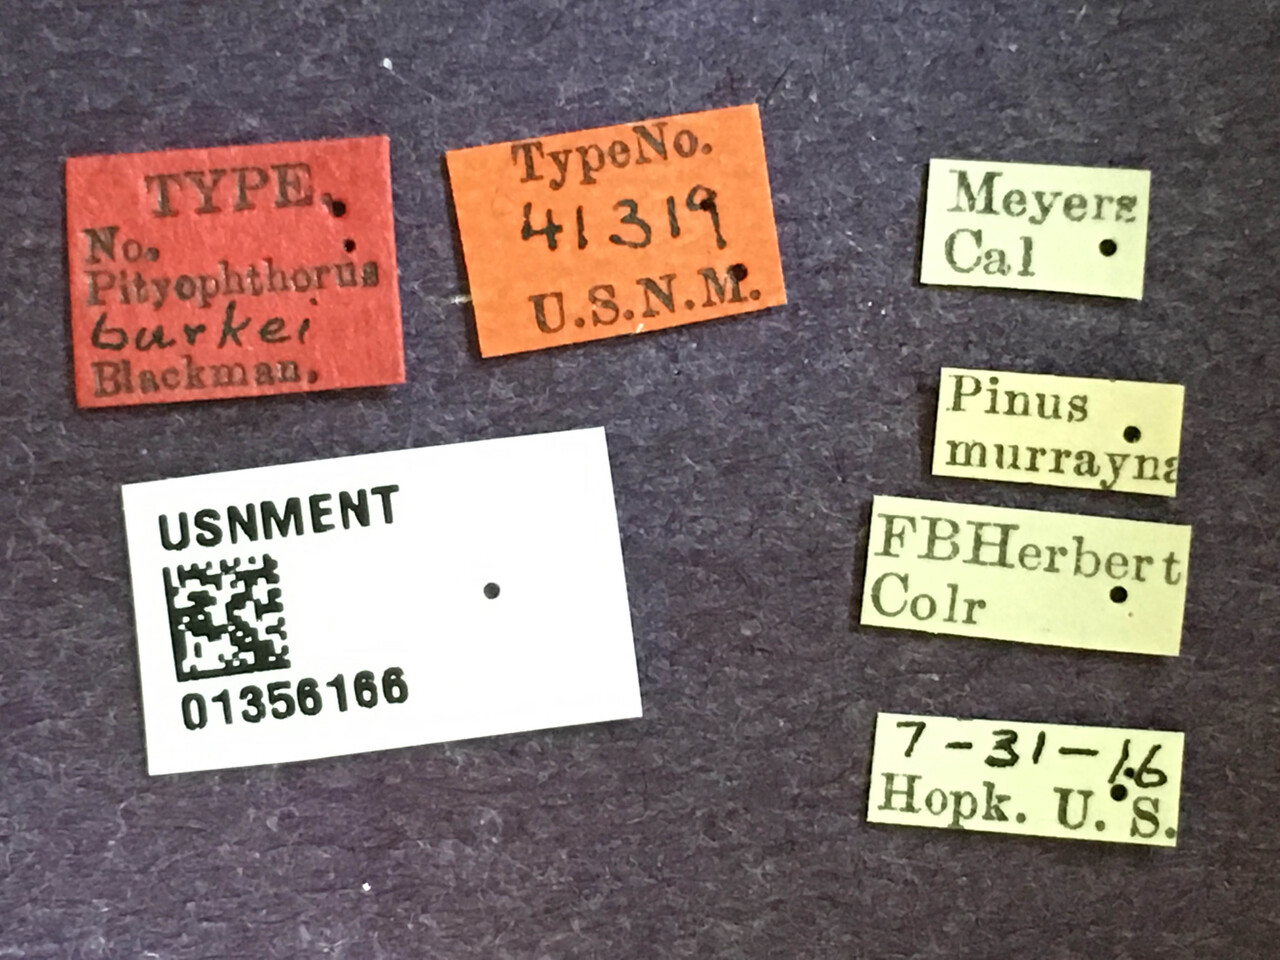 TYPE.
No.
Pityophthorus
burkei
Blackman.
TypeNo.
41319
U.S.N.M.
Meyers
Cal
Pinus
murrayna
FBHerbert
Colr
7-31-16
Hopk. U. S.
USNMENT
01356166